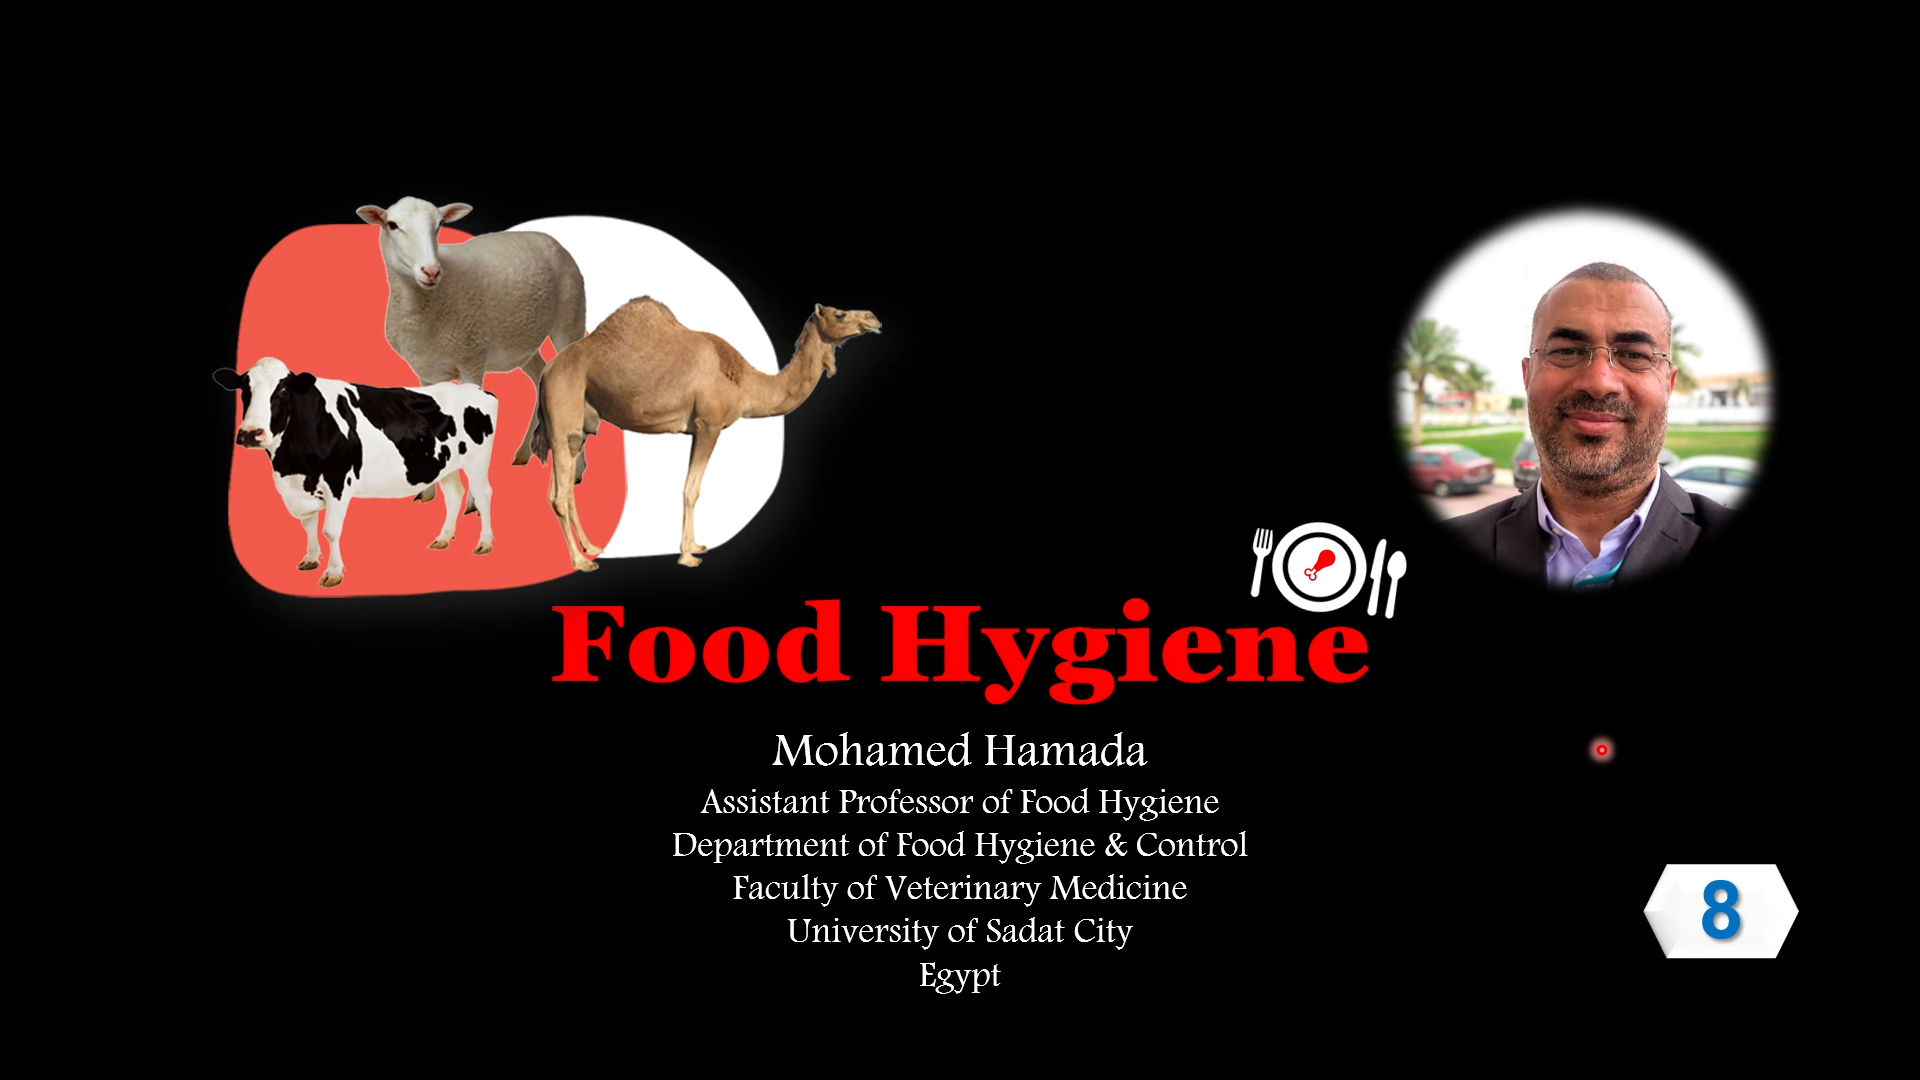 Food Hygiene
Mohamed Hamada
Assistant Professor of Food Hygiene
Department of Food Hygiene & Control
Faculty of Veterinary Medicine
University of Sadat City
Egypt
8